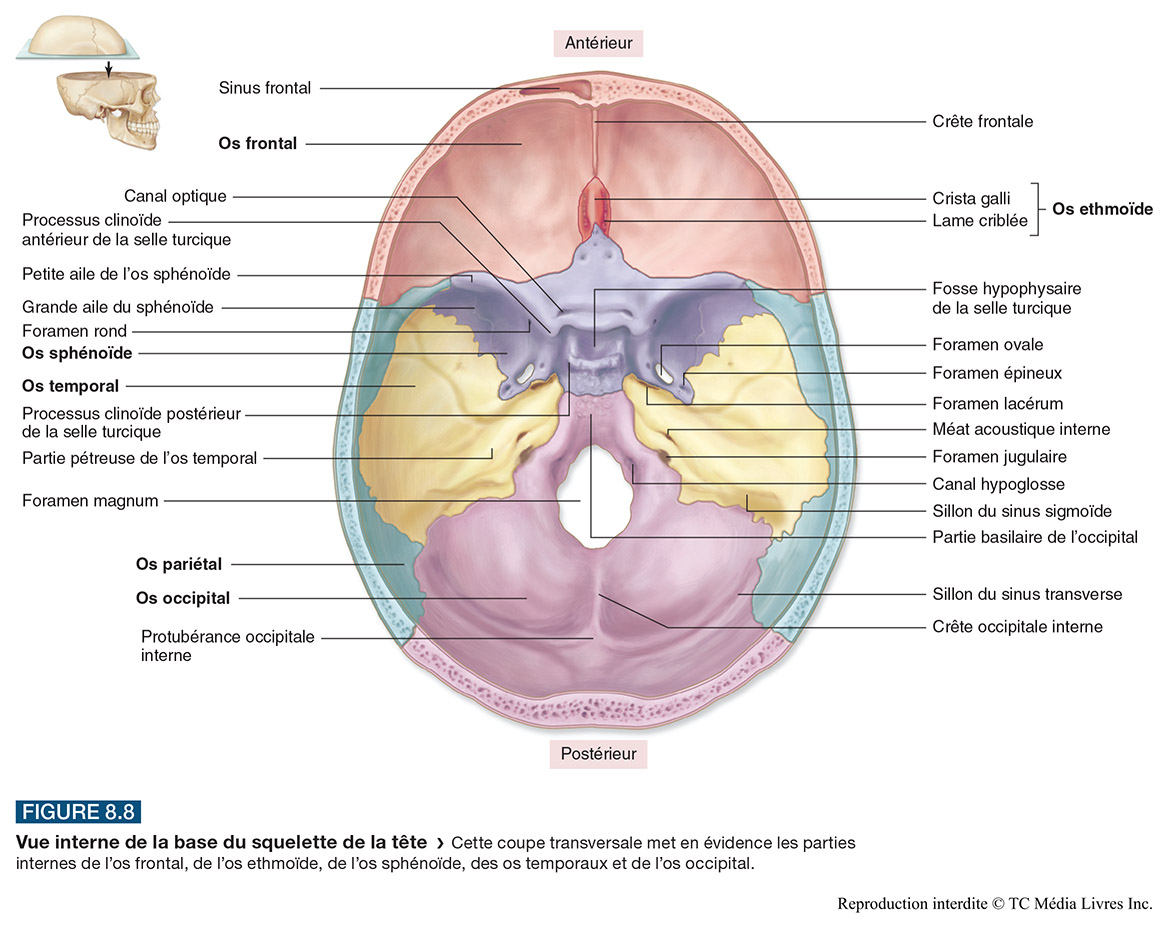 Antérieur
Sinus frontal
Os frontal
Canal optique
Processus clinoïde
antérieur de la selle turcique
Petite aile de l'os sphénoïde
Grande aile du sphénoïde
Foramen rond
Os sphénoïde
Os temporal
Processus clinoïde postérieur
de la selle turcique
Partie pétreuse de l'os temporal
Foramen magnum
Os pariétal
Os occipital
Protubérance occipitale
interne
Crête frontale
Crista galli
Lame criblée
Os ethmoïde
Fosse hypophysaire
de la selle turcique
Foramen ovale
Foramen épineux
Foramen lacérum
Méat acoustique interne
Foramen jugulaire
Canal hypoglosse
Sillon du sinus sigmoïde
Partie basilaire de l'occipital
Sillon du sinus transverse
Crête occipitale interne
Postérieur
FIGURE 8.8
Vue interne de la base du squelette de la tête › Cette coupe transversale met en évidence les parties
internes de l'os frontal, de l'os ethmoïde, de l'os sphénoïde, des os temporaux et de l'os occipital.
Reproduction interdite © TC Média Livres Inc.